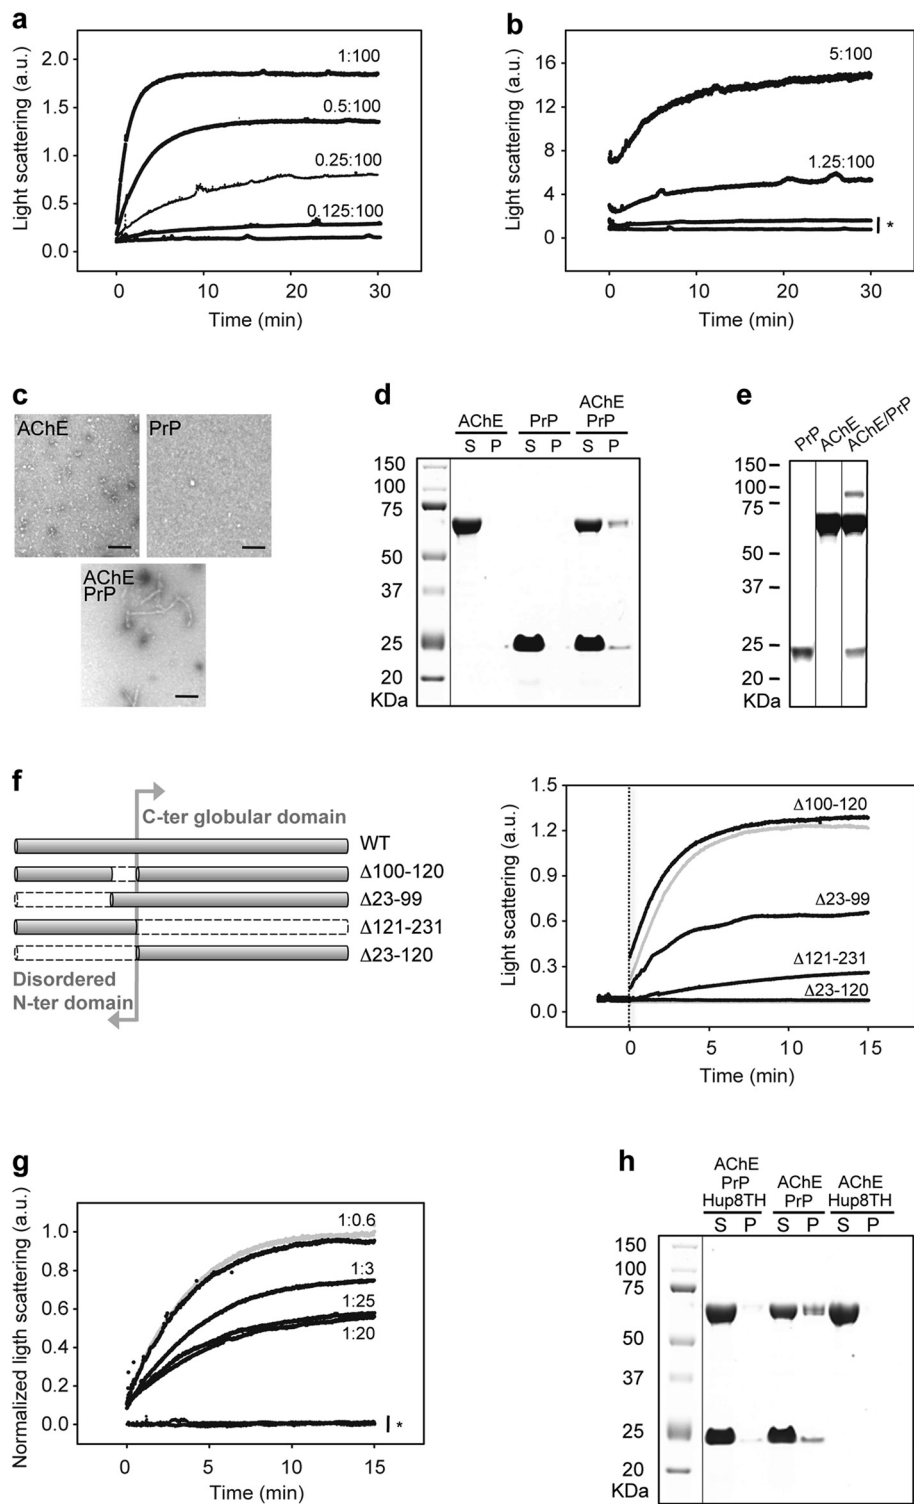 a
Light scattering (a.u.)
2.0
1.5
1.0
0.5
0.0
1:100
0.5:100
0.25:100
0.125:100
0 10 20 30
Time (min)
b
Light scattering (a.u.)
16
12
8
4
0
5:100
1.25:100
*
0 10 20 30
Time (min)
c
AChE
PrP
AChE
PrP
d
AChE PrP AChE
PrP
S P S P S P
150
100
75
50
37
25
20
KDa
e
PrP AChE AChE/PrP
150
100
75
50
37
25
20
KDa
f
C-ter globular domain
WT
Δ100-120
Δ23-99
Δ121-231
Δ23-120
Disordered
N-ter domain
Light scattering (a.u.)
1.5
1.2
0.9
0.6
0.3
0.0
Δ100-120
Δ23-99
Δ121-231
Δ23-120
0 5 10 15
Time (min)
g
Normalized ligth scattering (a.u.)
1.0
0.8
0.6
0.4
0.2
0.0
1:0.6
1:3
1:25
1:20
*
0 5 10 15
Time (min)
h
AChE
PrP
Hup8TH
AChE
PrP
AChE
Hup8TH
S P S P S P
150
100
75
50
37
25
20
KDa